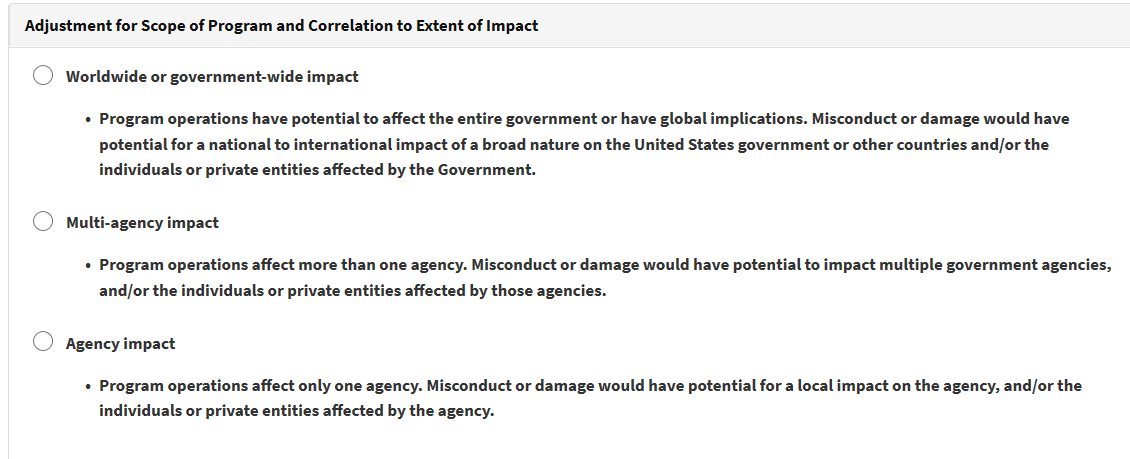 Adjustment for Scope of Program and Correlation to Extent of Impact
Worldwide or government-wide impact
• Program operations have potential to affect the entire government or have global implications. Misconduct or damage would have
potential for a national to international impact of a broad nature on the United States government or other countries and/or the
individuals or private entities affected by the Government.
Multi-agency impact
• Program operations affect more than one agency. Misconduct or damage would have potential to impact multiple government agencies,
and/or the individuals or private entities affected by those agencies.
Agency impact
• Program operations affect only one agency. Misconduct or damage would have potential for a local impact on the agency, and/or the
individuals or private entities affected by the agency.